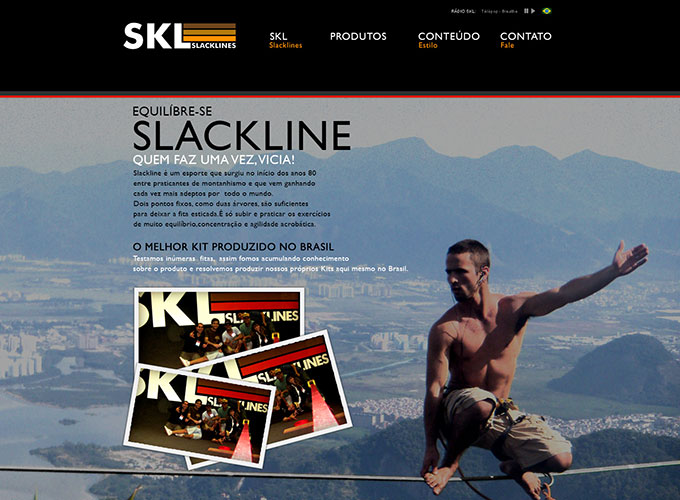 RÁDIO SKL:
SKL SLACKLINES
SKL PRODUTOS CONTEÚDO CONTATO
Slacklines Estilo Fale
EQUILÍBRE-SE
SLACKLINE
QUEM FAZ UMA VEZ, VICIA!
Slackline é um esporte que surgiu no início dos anos 80
entre praticantes de montanhismo e que vem ganhando
cada vez mais adeptos por todo o mundo.
Dois pontos fixos, como duas árvores, são suficientes
para deixar a fita esticada. É só subir e praticar os exercícios
de muito equilíbrio,concentração e agilidade acrobática.
O MELHOR KIT PRODUZIDO NO BRASIL
Testamos inúmeras fitas, assim fomos acumulando conhecimento
sobre o produto e resolvemos produzir nossos próprios Kits aqui mesmo no Brasil.
SKL
SLACKLINES
SKL
SLACKLINES